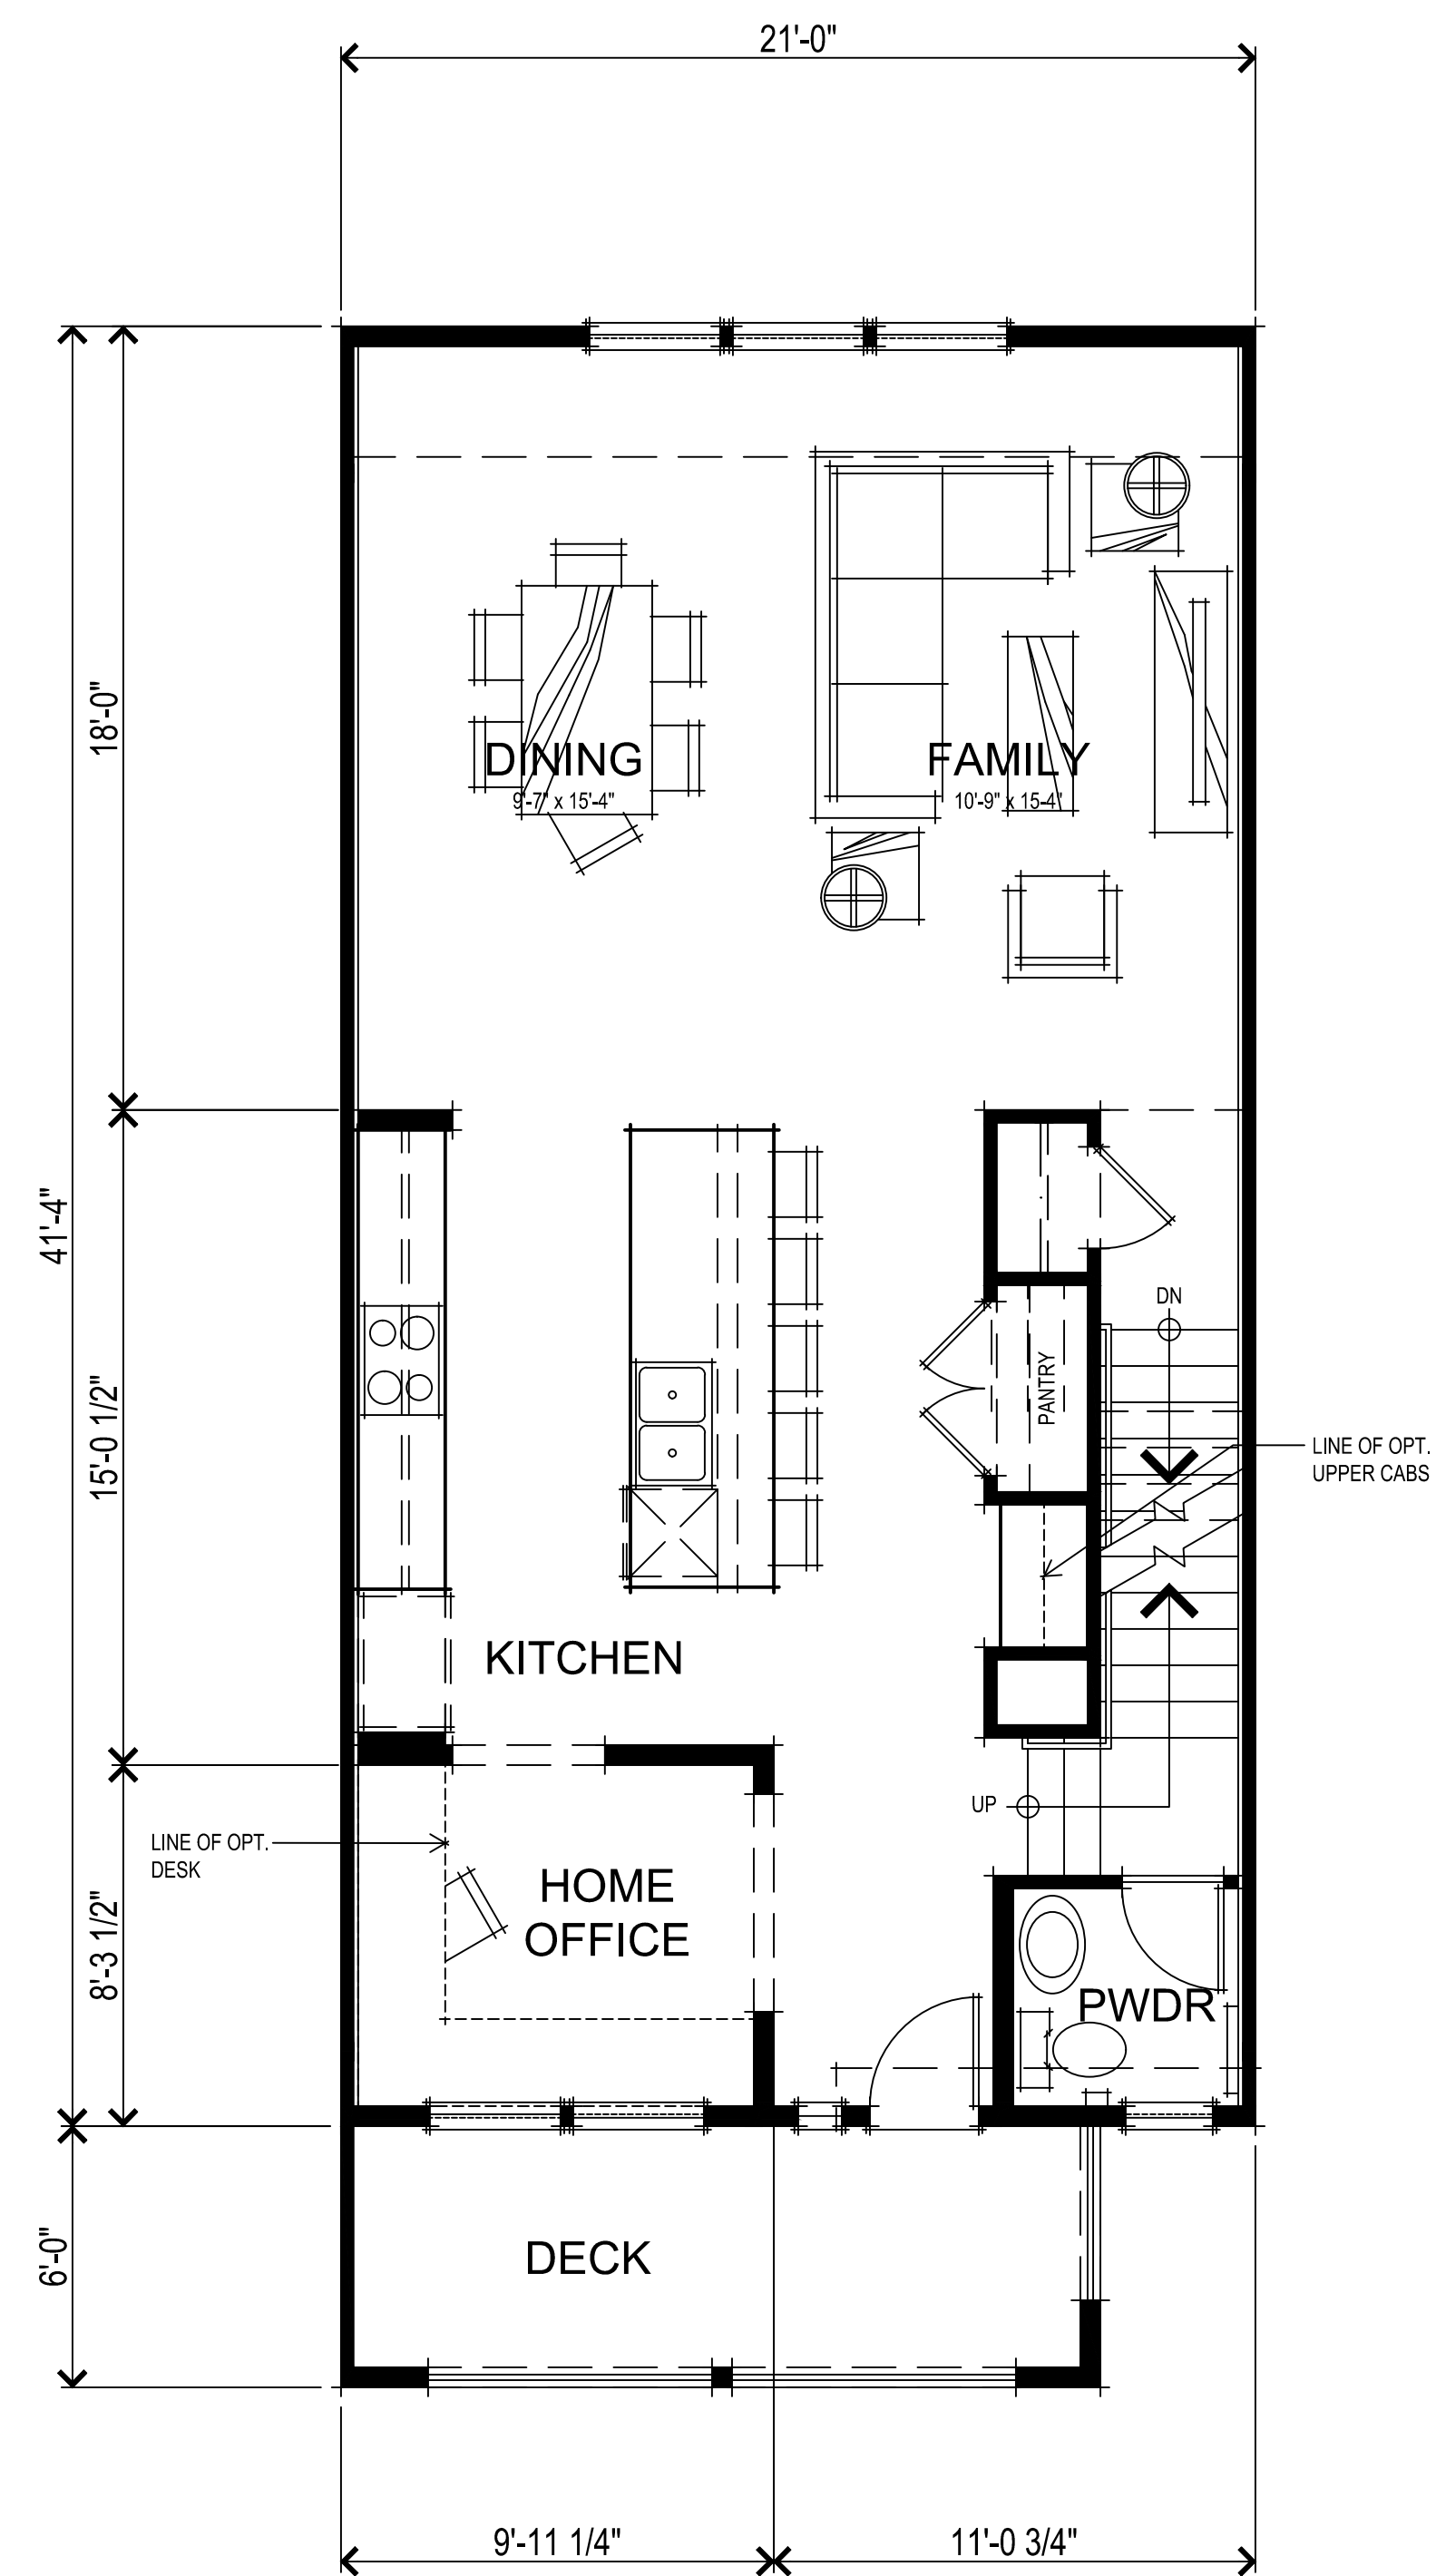 21'-0"
18'-0"
DINING
9'-7" x 15'-4"
FAMILY
10'-9" x 15-4"
41'-4"
15'-0 1/2"
DN
PANTRY
LINE OF OPT.
UPPER CABS
KITCHEN
UP
LINE OF OPT.
DESK
HOME
OFFICE
8'-3 1/2"
PWDR
6'-0"
DECK
9'-11 1/4"
11'-0 3/4"